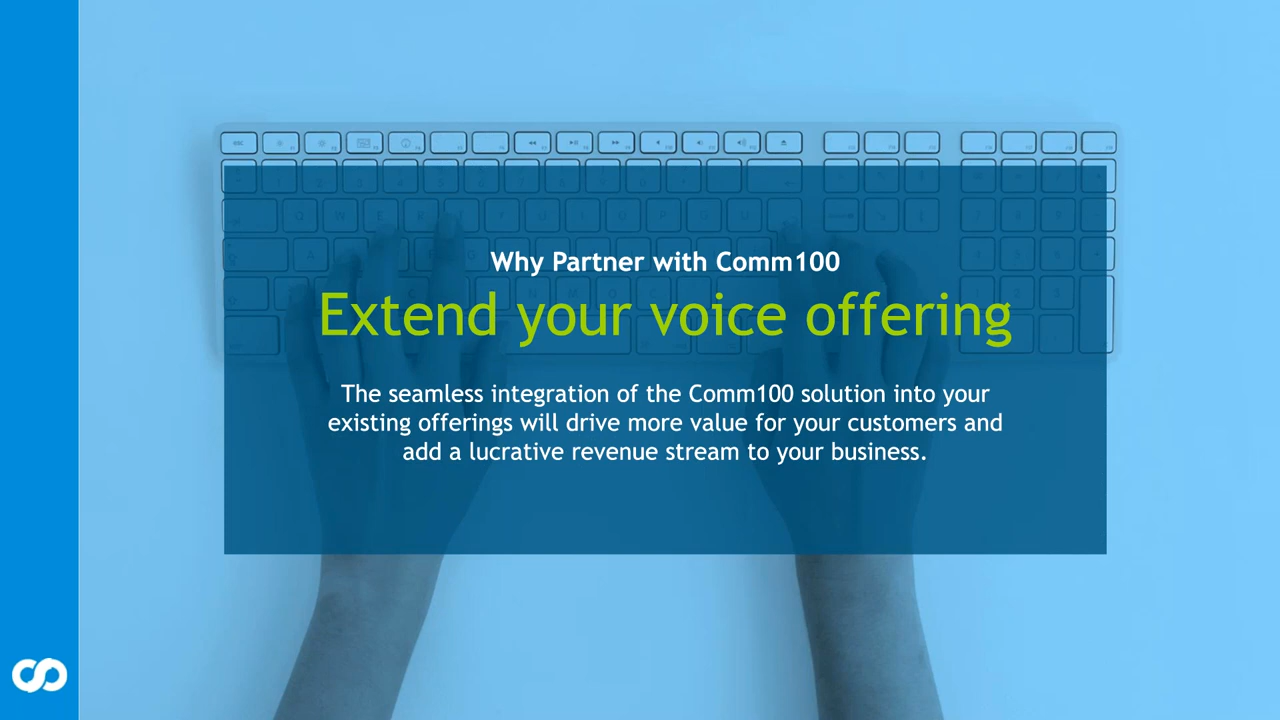 Why Partner with Comm100
Extend your voice offering
The seamless integration of the Comm100 solution into your
existing offerings will drive more value for your customers and
add a lucrative revenue stream to your business.